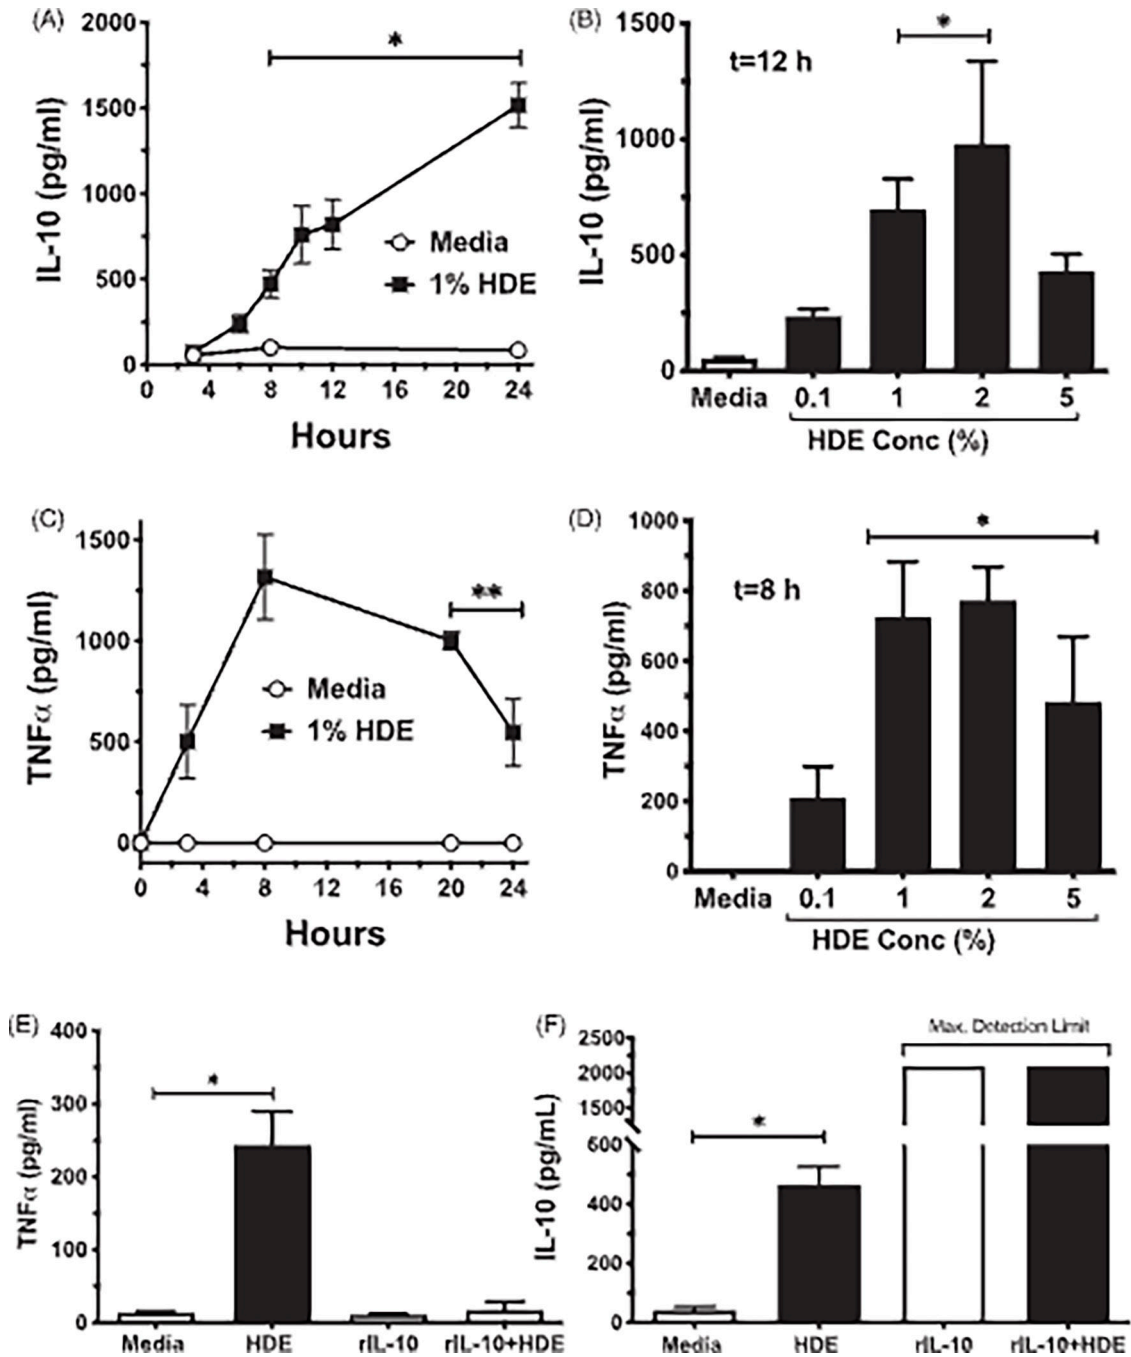 (A)
2000
1500
1000
500
0
IL-10 (pg/ml)
*
Media
1% HDE
0 4 8 12 16 20 24
Hours
(B)
1500
1000
500
0
IL-10 (pg/ml)
t=12 h
*
Media 0.1 1 2 5
HDE Conc (%)
(C)
1500
1000
500
0
TNFα (pg/ml)
**
Media
1% HDE
0 4 8 12 16 20 24
Hours
(D)
1000
800
600
400
200
0
TNFα (pg/ml)
t=8 h
*
Media 0.1 1 2 5
HDE Conc (%)
(E)
400
300
200
100
0
TNFα (pg/ml)
*
Media HDE rIL-10 rIL-10+HDE
(F)
Max. Detection Limit
2500
2000
1500
600
400
200
0
IL-10 (pg/mL)
*
Media HDE rIL-10 rIL-10+HDE